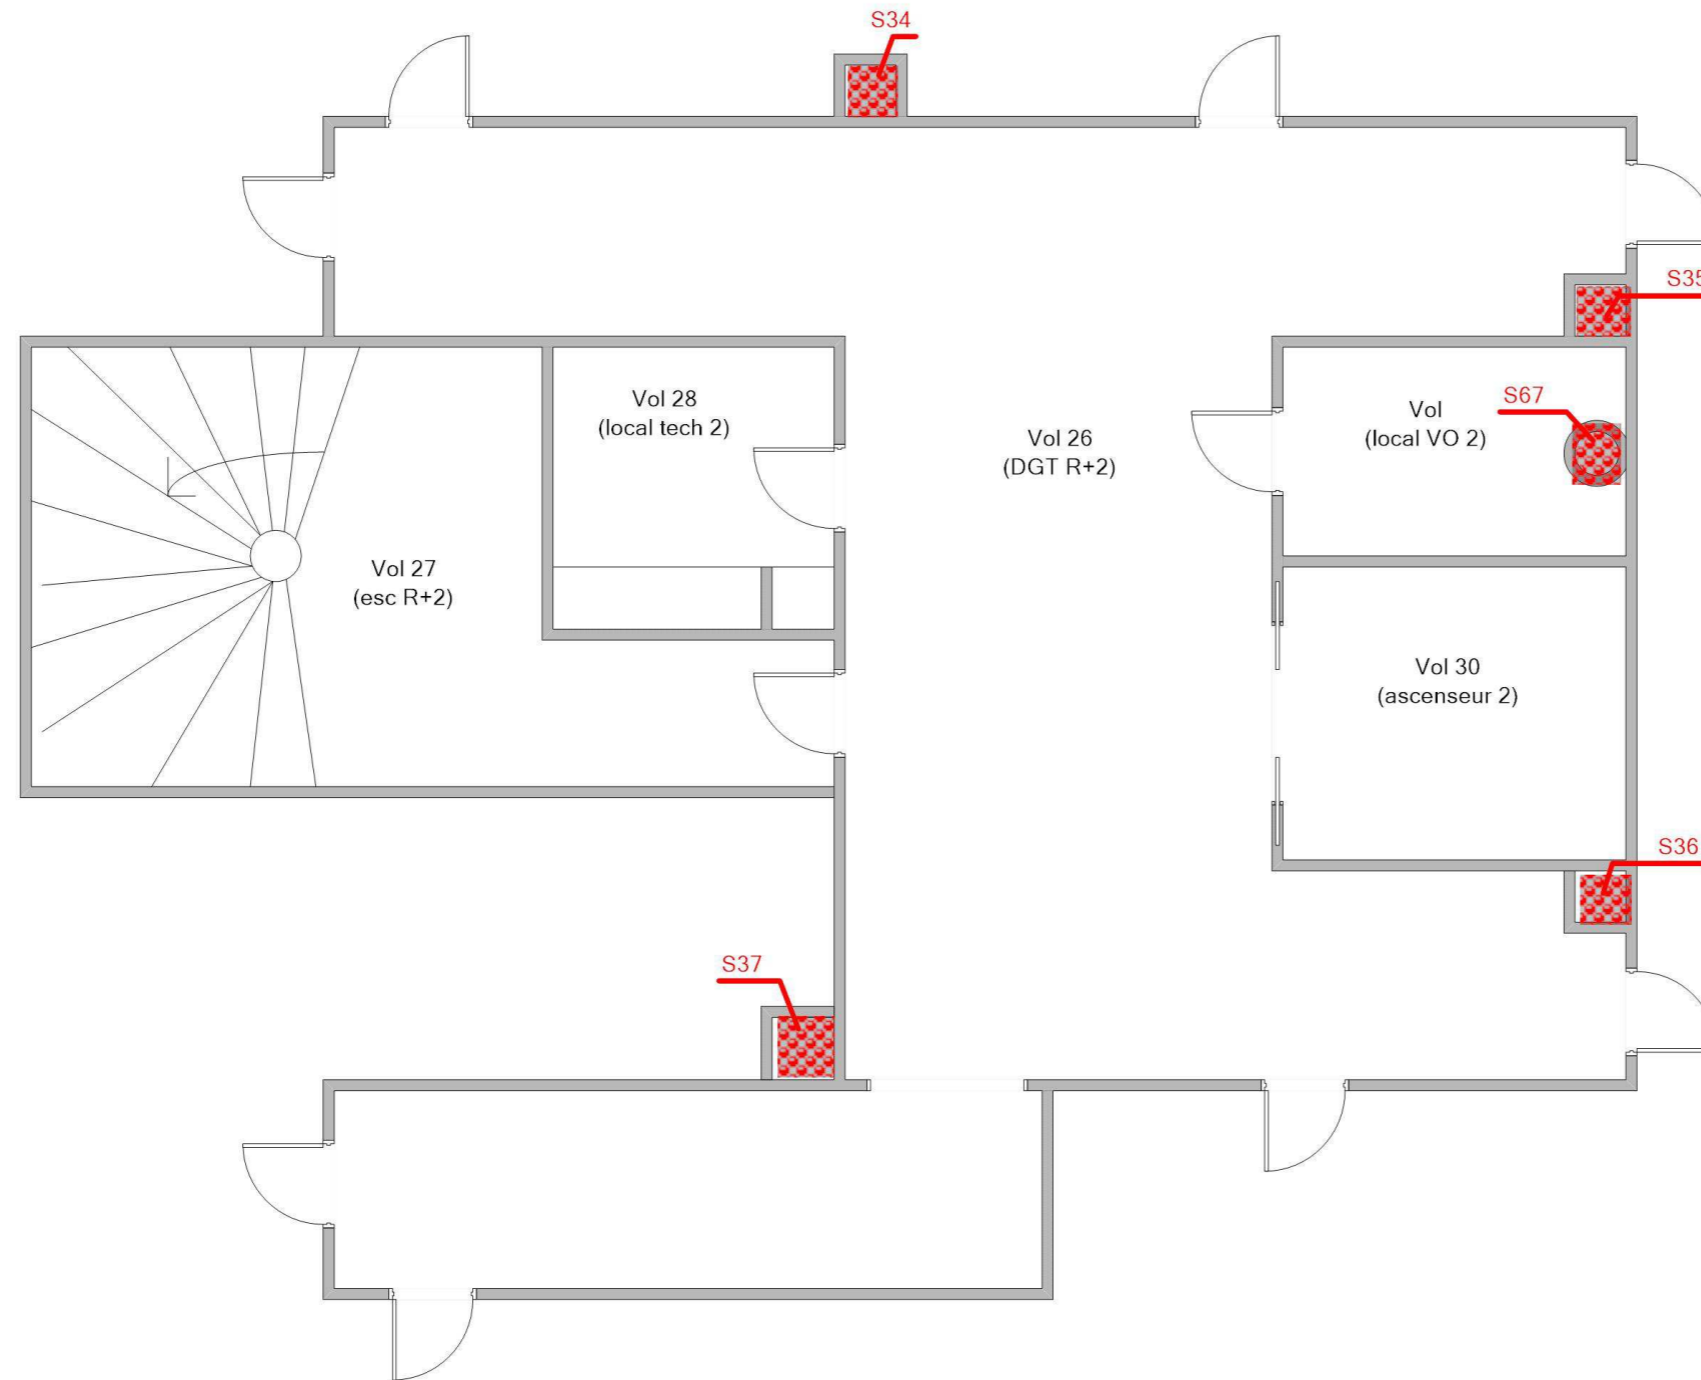 S34
S35
Vol 28
(local tech 2)
Vol 26
(DGT R+2)
Vol
(local VO 2)
S67
Vol 27
(esc R+2)
Vol 30
(ascenseur 2)
S36
S37